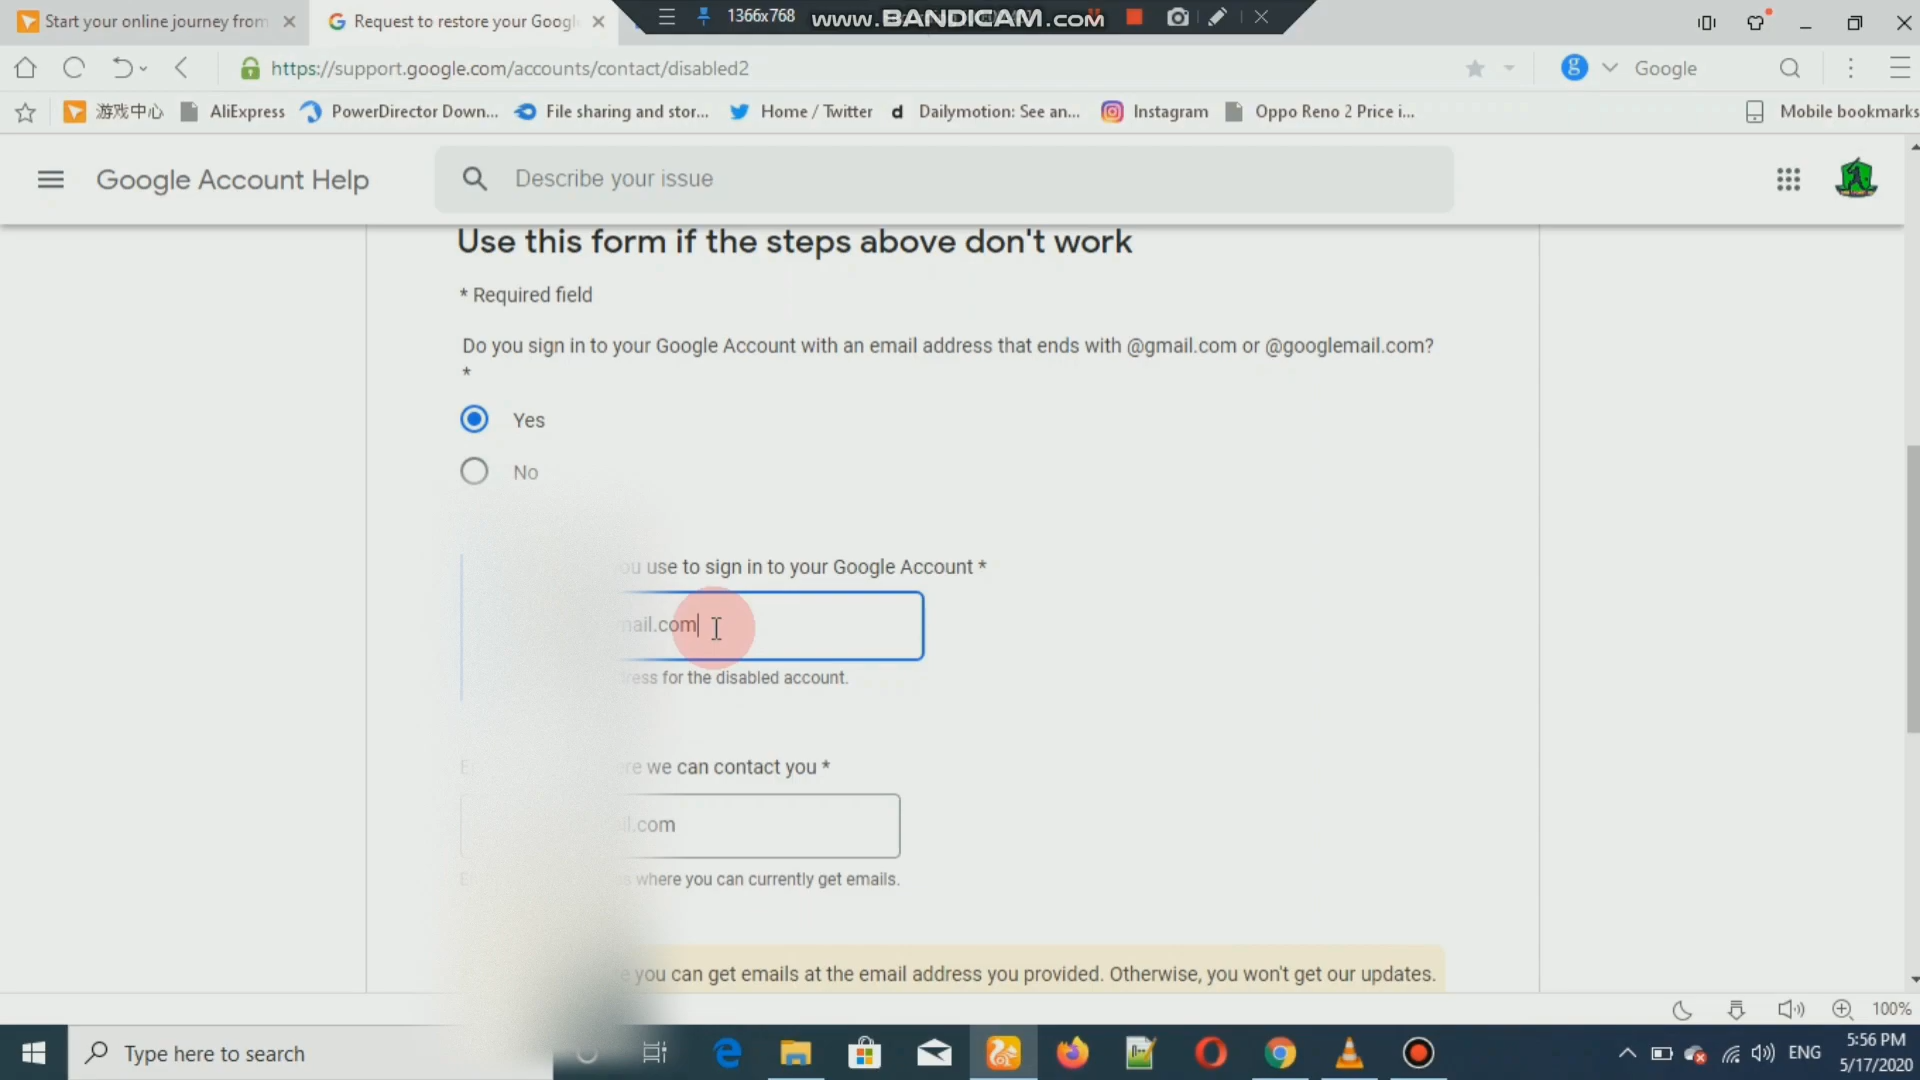 Start your online journey from
Request to restore your Googl
1366x768
www.BANDICAM.com
https://support.google.com/accounts/contact/disabled2
Google
游戏中心
AliExpress
PowerDirector Down...
File sharing and stor...
Home / Twitter
Dailymotion: See an...
Instagram
Oppo Reno 2 Price i...
Mobile bookmarks
Google Account Help
Describe your issue
Use this form if the steps above don't work
* Required field
Do you sign in to your Google Account with an email address that ends with @gmail.com or @googlemail.com?
*
Yes
No
use to sign in to your Google Account *
mail.com
for the disabled account.
we can contact you *
.com
where you can currently get emails.
you can get emails at the email address you provided. Otherwise, you won't get our updates.
100%
Type here to search
ENG
5:56 PM
5/17/2020